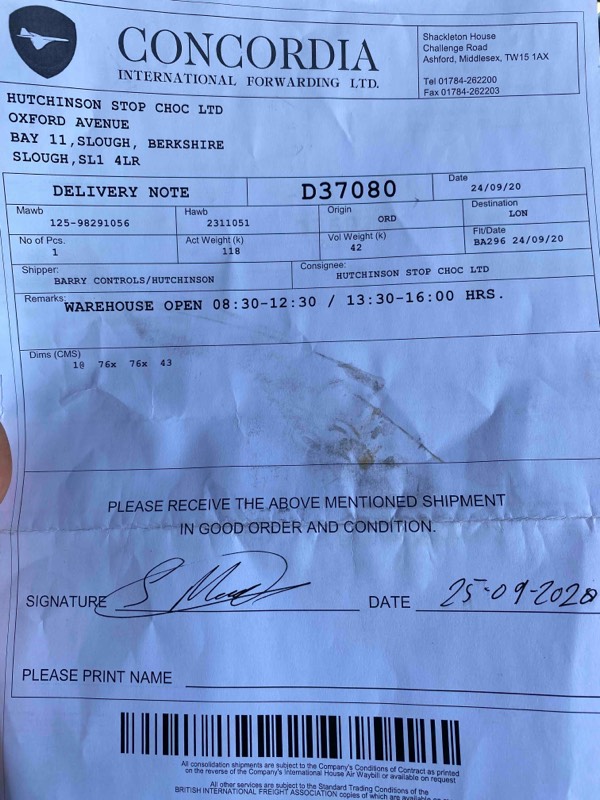 CONCORDIA
INTERNATIONAL FORWARDING LTD.
Shackleton House
Challenge Road
Ashford, Middlesex, TW15 1AX
Tel 01784-262200
Fax 01784-262203
HUTCHINSON STOP CHOC LTD
OXFORD AVENUE
BAY 11,SLOUGH, BERKSHIRE
SLOUGH,SL1 4LR
DELIVERY NOTE D37080 Date 24/09/20
Mawb 125-98291056 Hawb 2311051 Origin ORD Destination LON
No of Pcs. 1 Act Weight (k) 118 Vol Weight (k) 42 Flt/Date BA296 24/09/20
Shipper: BARRY CONTROLS/HUTCHINSON Consignee: HUTCHINSON STOP CHOC LTD
Remarks: WAREHOUSE OPEN 08:30-12:30 / 13:30-16:00 HRS.
Dims (CMS)
1@ 76x 76x 43
PLEASE RECEIVE THE ABOVE MENTIONED SHIPMENT
IN GOOD ORDER AND CONDITION.
SIGNATURE DATE 25-09-2020
PLEASE PRINT NAME
All consolidation shipments are subject to the Company's Conditions of Contract as printed
on the reverse of the Company's International House Air Waybill or available on request
All other services are subject to the Standard Trading Conditions of the
BRITISH INTERNATIONAL FREIGHT ASSOCIATION copies of which are available on